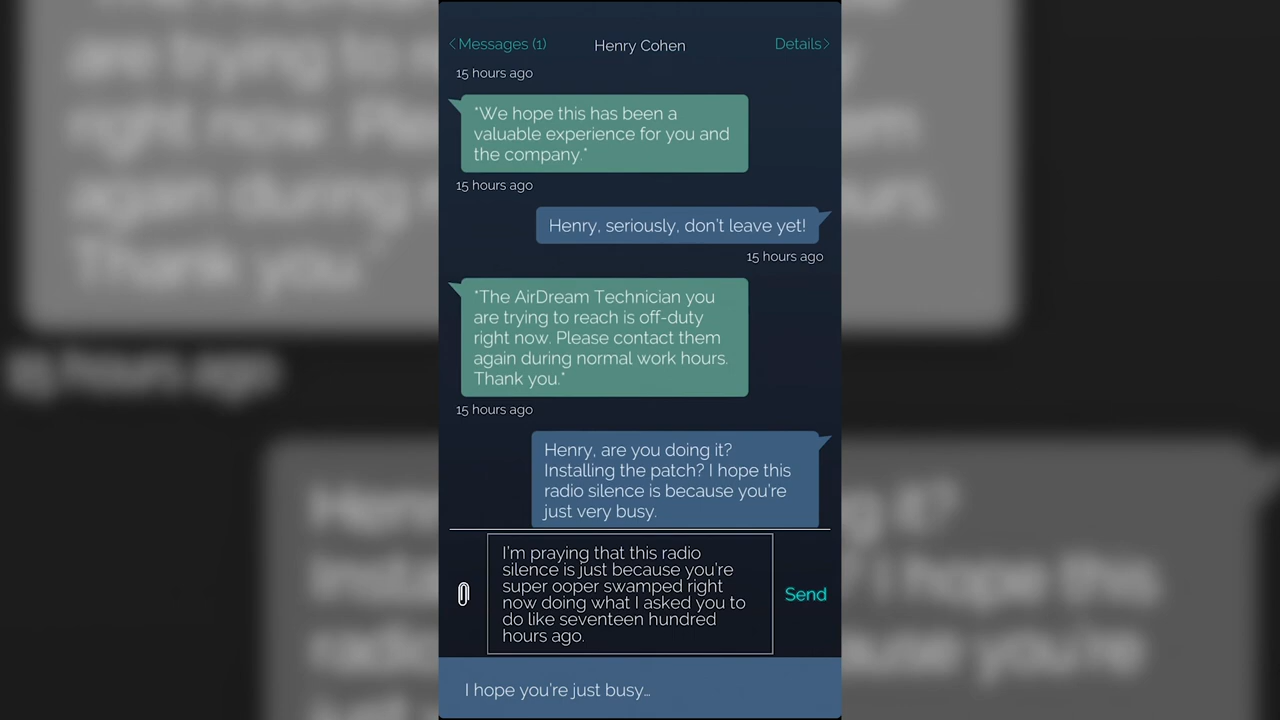 Messages (1)
Henry Cohen
Details
15 hours ago
"We hope this has been a
valuable experience for you and
the company."
15 hours ago
Henry, seriously, don't leave yet!
15 hours ago
"The AirDream Technician you
are trying to reach is off-duty
right now. Please contact them
again during normal work hours.
Thank you."
15 hours ago
Henry, are you doing it?
Installing the patch? I hope this
radio silence is because you're
just very busy.
I'm praying that this radio
silence is just because you're
super ooper swamped right
now doing what I asked you to
do like seventeen hundred
hours ago.
Send
I hope you're just busy...